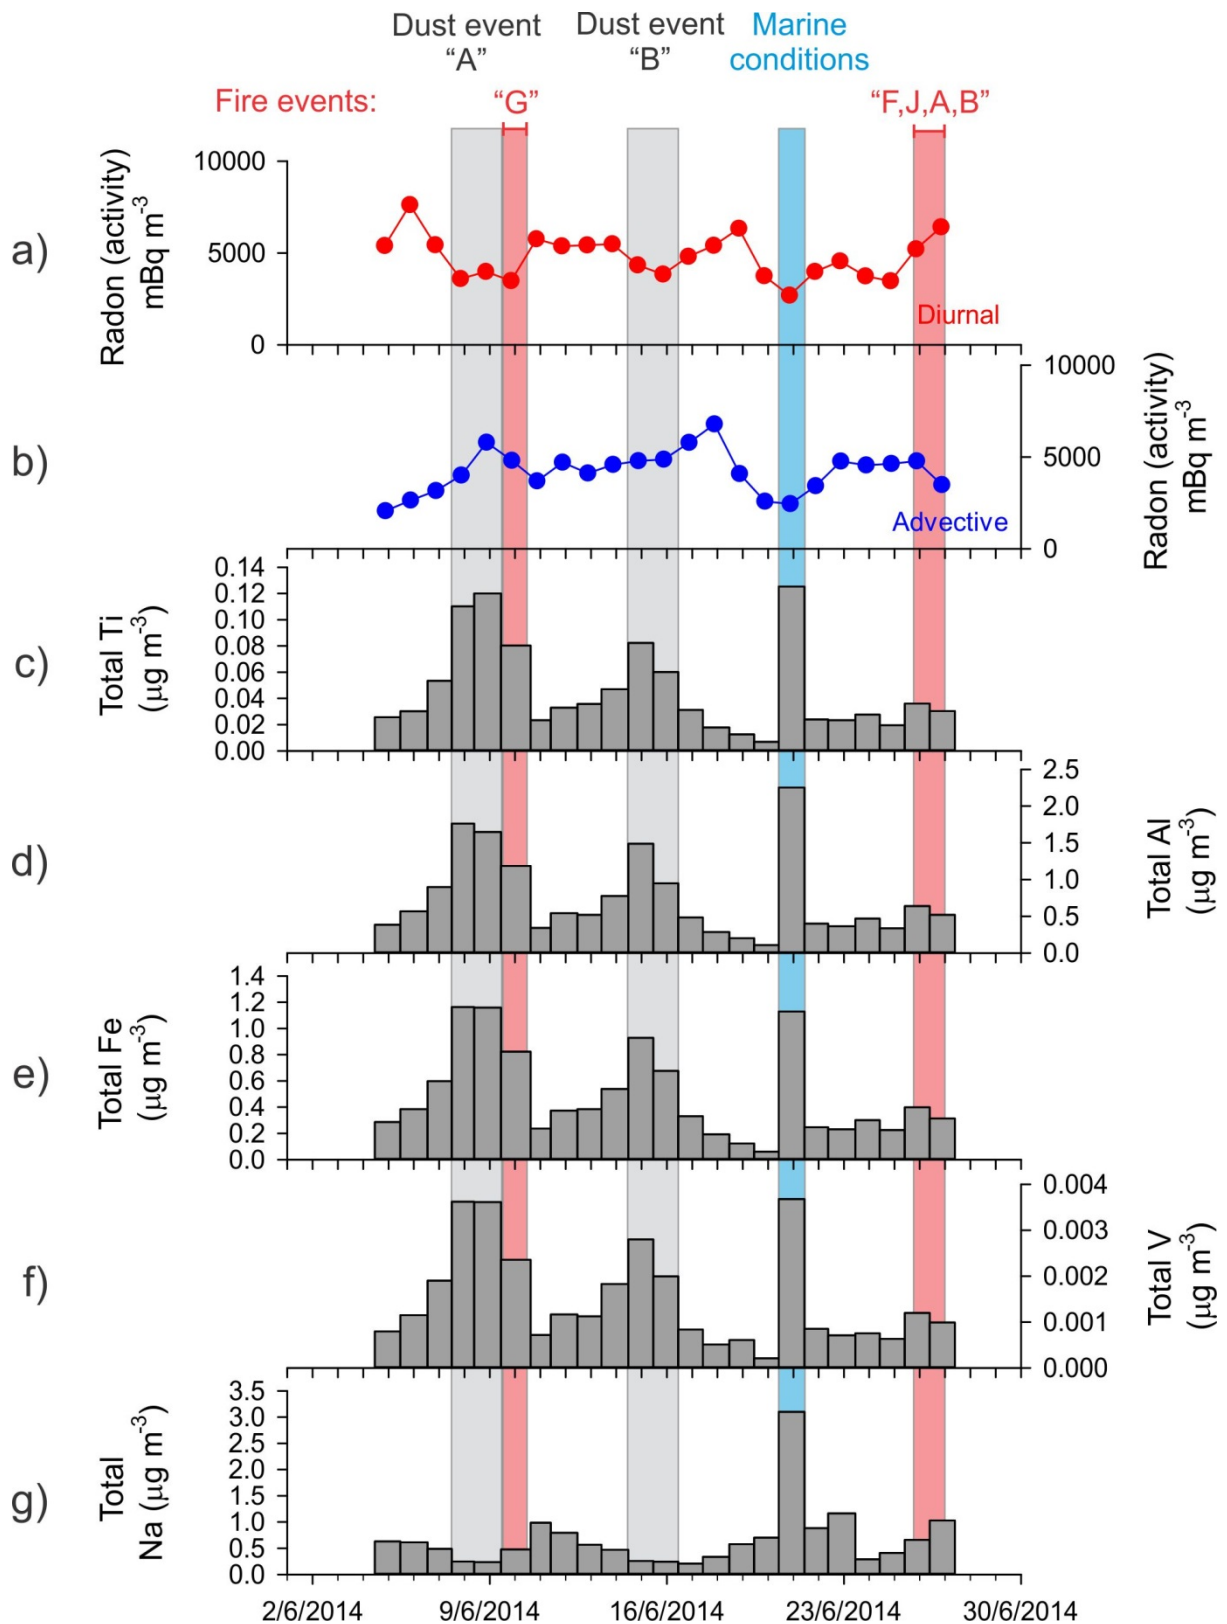 Dust event
“A”
Dust event
“B”
Marine
conditions
Fire events:
“G”
“F,J,A,B”
a)
Radon (activity)
mBq m⁻³
10000
5000
0
Diurnal
b)
10000
5000
0
Radon (activity)
mBq m⁻³
Advective
c)
Total Ti
(µg m⁻³)
0.14
0.12
0.10
0.08
0.06
0.04
0.02
0.00
d)
2.5
2.0
1.5
1.0
0.5
0.0
Total Al
(µg m⁻³)
e)
Total Fe
(µg m⁻³)
1.4
1.2
1.0
0.8
0.6
0.4
0.2
0.0
f)
0.004
0.003
0.002
0.001
0.000
Total V
(µg m⁻³)
g)
Total
Na (µg m⁻³)
3.5
3.0
2.5
2.0
1.5
1.0
0.5
0.0
2/6/2014 9/6/2014 16/6/2014 23/6/2014 30/6/2014